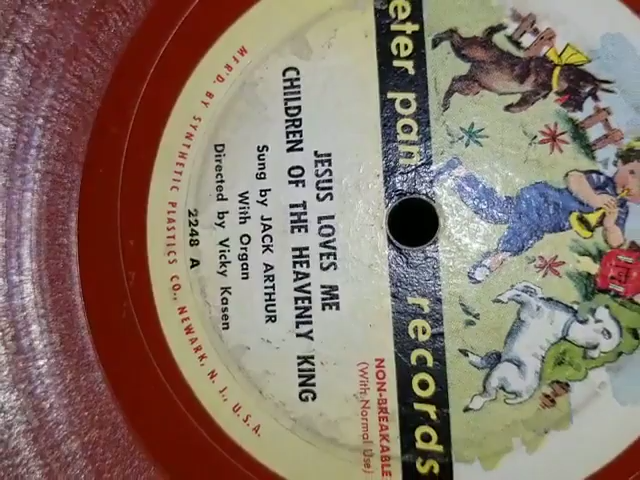 eter pan records
NON-BREAKABLE
(With Normal Use)
JESUS LOVES ME
CHILDREN OF THE HEAVENLY KING
Sung by JACK ARTHUR
With Organ
Directed by Vicky Kasen
2248 A
MFR'D. BY SYNTHETIC PLASTICS CO., NEWARK, N. J., U. S. A.